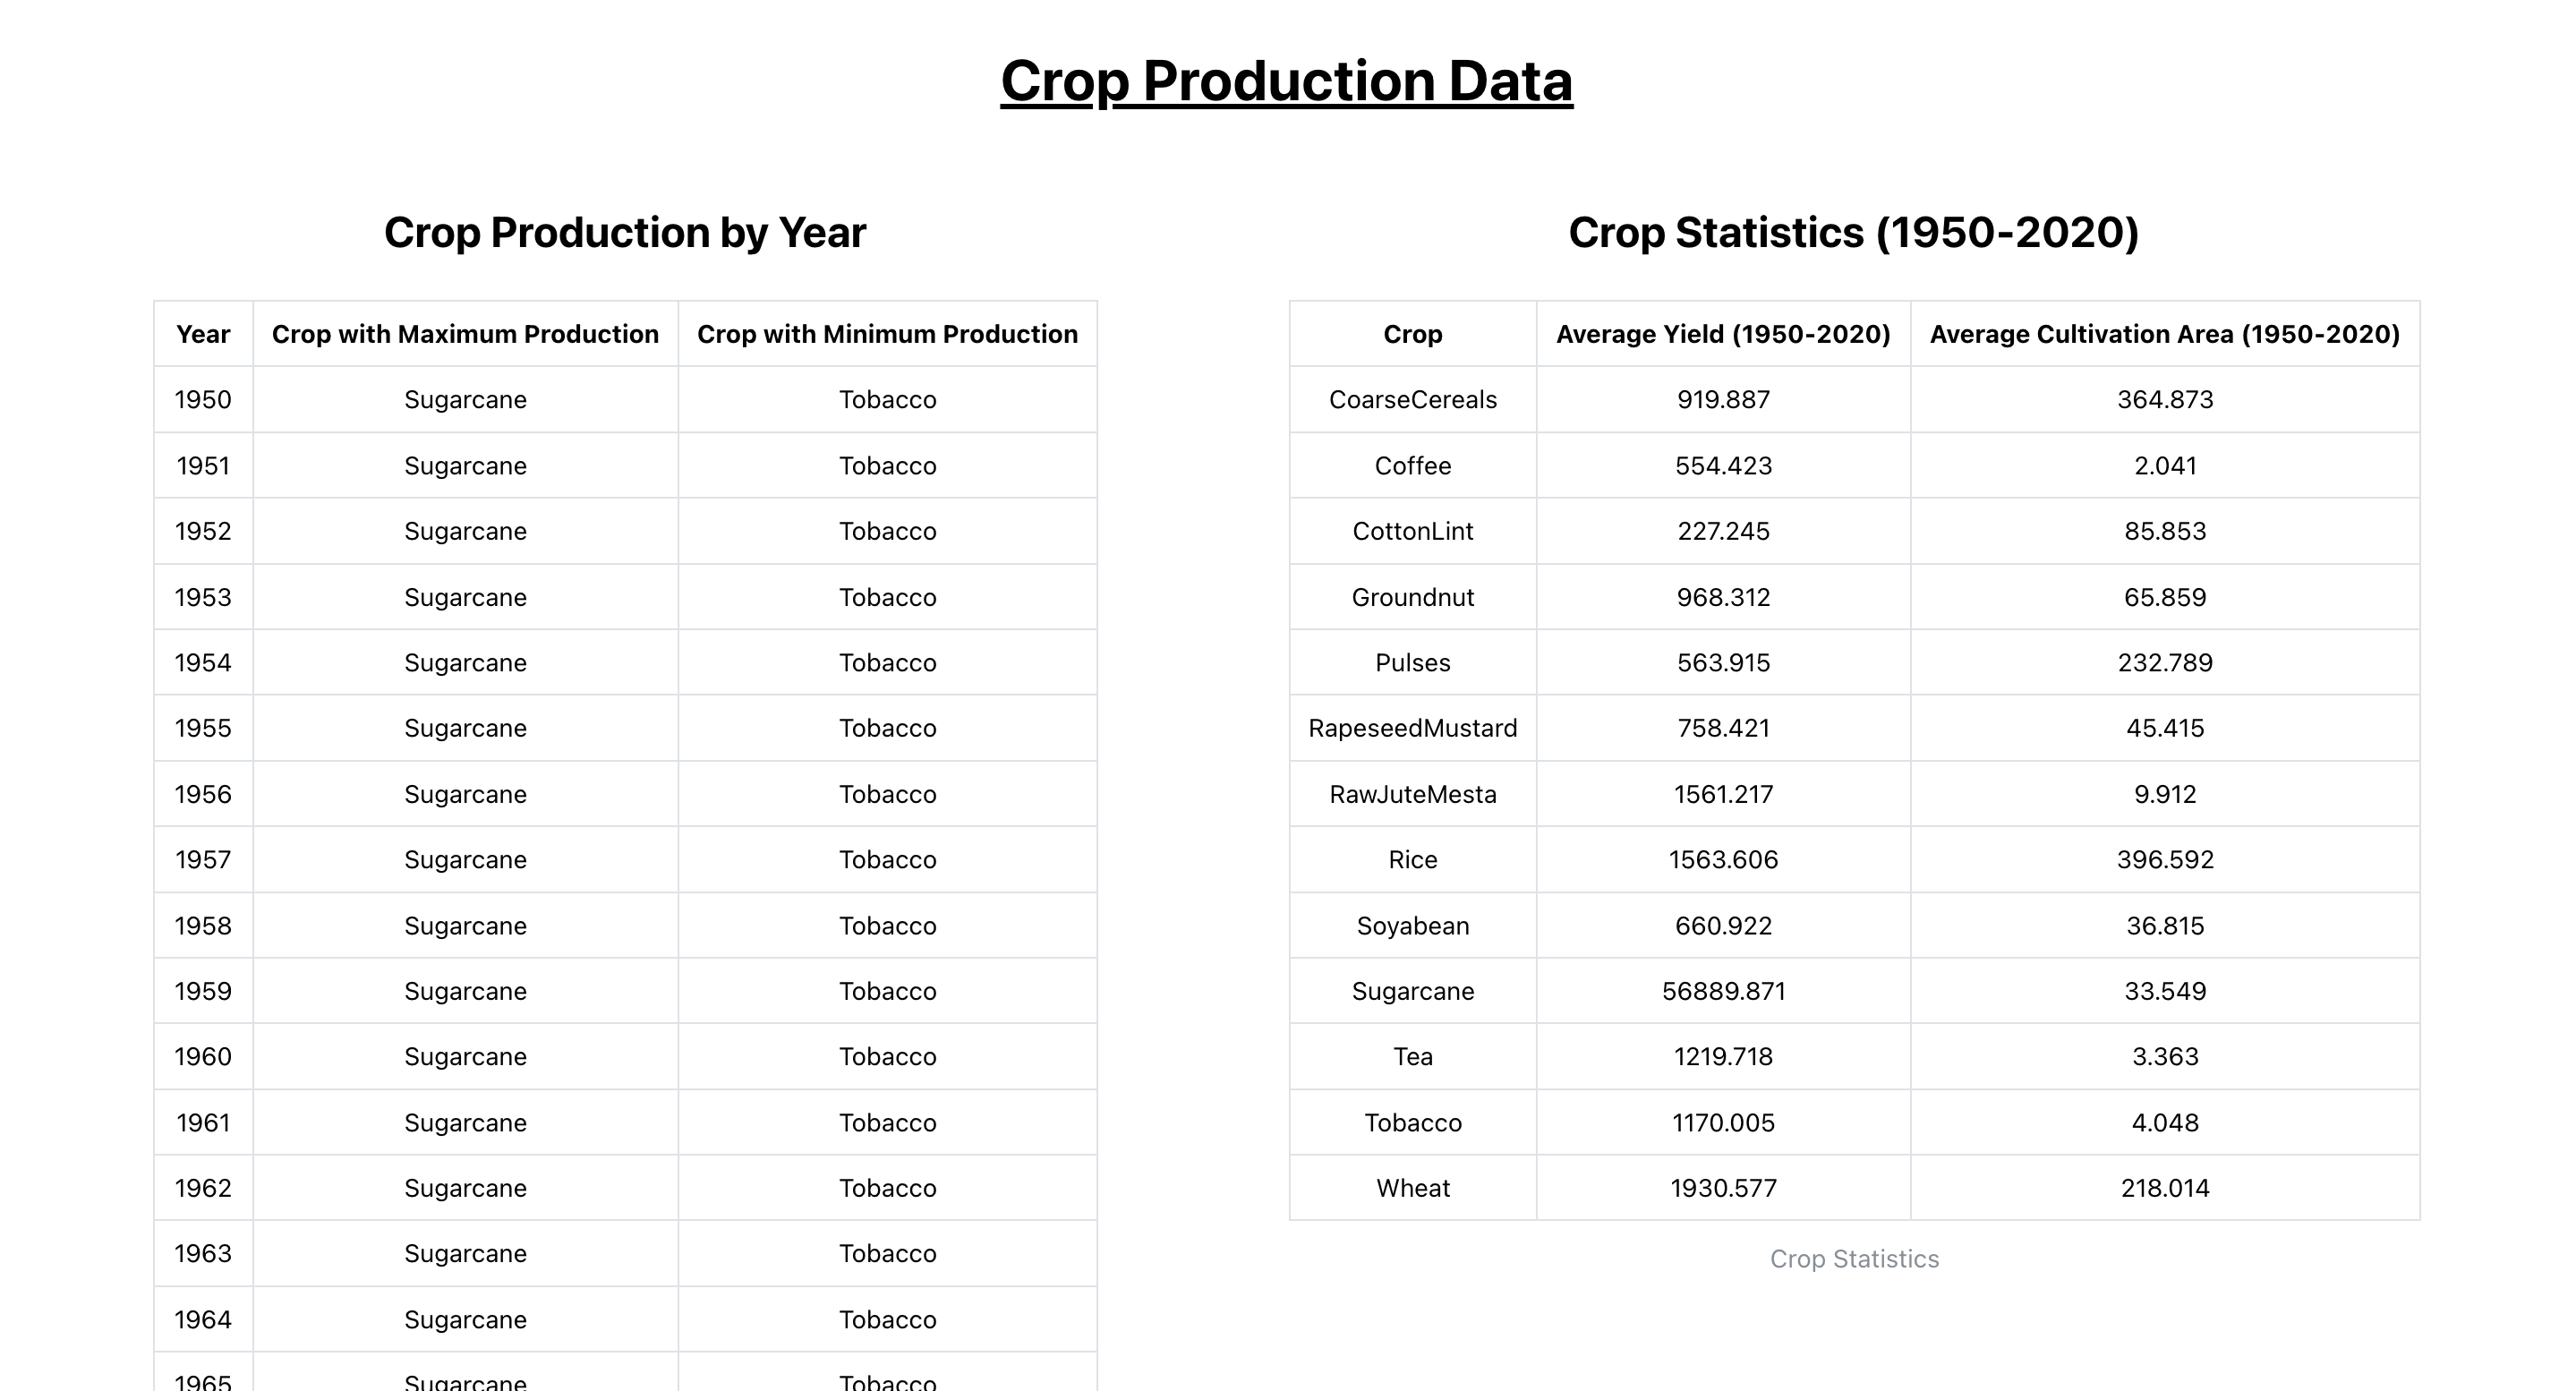 Crop Production Data
Crop Production by Year
Year Crop with Maximum Production Crop with Minimum Production
1950 Sugarcane Tobacco
1951 Sugarcane Tobacco
1952 Sugarcane Tobacco
1953 Sugarcane Tobacco
1954 Sugarcane Tobacco
1955 Sugarcane Tobacco
1956 Sugarcane Tobacco
1957 Sugarcane Tobacco
1958 Sugarcane Tobacco
1959 Sugarcane Tobacco
1960 Sugarcane Tobacco
1961 Sugarcane Tobacco
1962 Sugarcane Tobacco
1963 Sugarcane Tobacco
1964 Sugarcane Tobacco
1965 Sugarcane Tobacco
Crop Statistics (1950-2020)
Crop Average Yield (1950-2020) Average Cultivation Area (1950-2020)
CoarseCereals 919.887 364.873
Coffee 554.423 2.041
CottonLint 227.245 85.853
Groundnut 968.312 65.859
Pulses 563.915 232.789
RapeseedMustard 758.421 45.415
RawJuteMesta 1561.217 9.912
Rice 1563.606 396.592
Soyabean 660.922 36.815
Sugarcane 56889.871 33.549
Tea 1219.718 3.363
Tobacco 1170.005 4.048
Wheat 1930.577 218.014
Crop Statistics